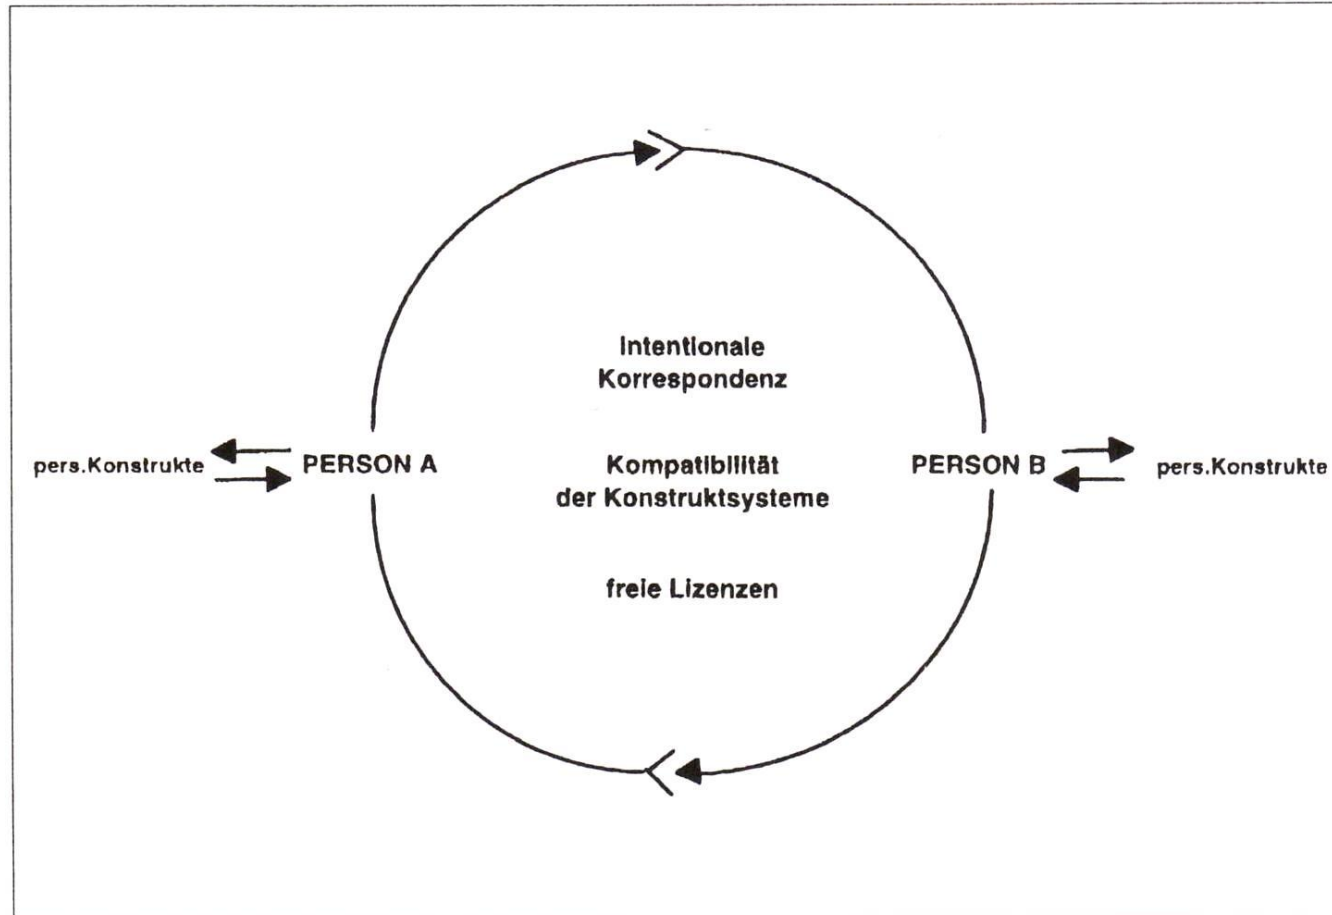 Intentionale
Korrespondenz
pers.Konstrukte
PERSON A
Kompatibilität
der Konstruktsysteme
PERSON B
pers.Konstrukte
freie Lizenzen